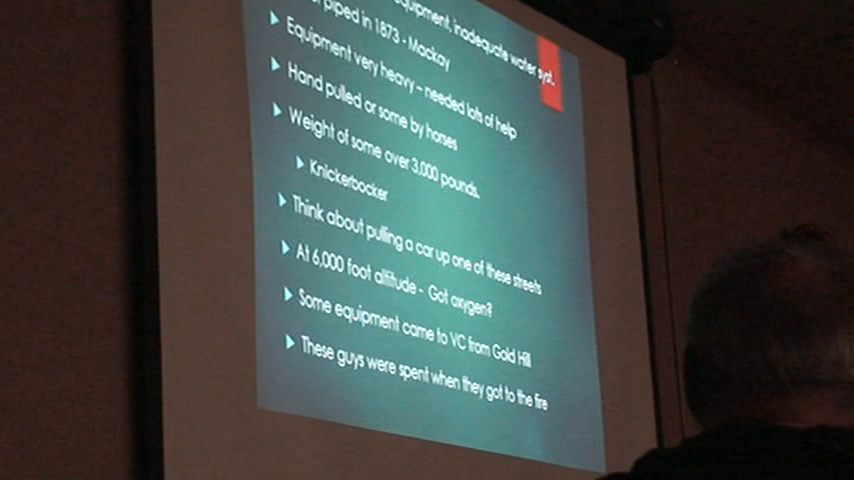 equipment, inadequate water syst.
piped in 1873 - Mackay
Equipment very heavy – needed lots of help
Hand pulled or some by horses
Weight of some over 3,000 pounds.
Knickerbocker
Think about pulling a car up one of these streets
At 6,000 foot altitude - Got oxygen?
Some equipment came to VC from Gold Hill
These guys were spent when they got to the fire